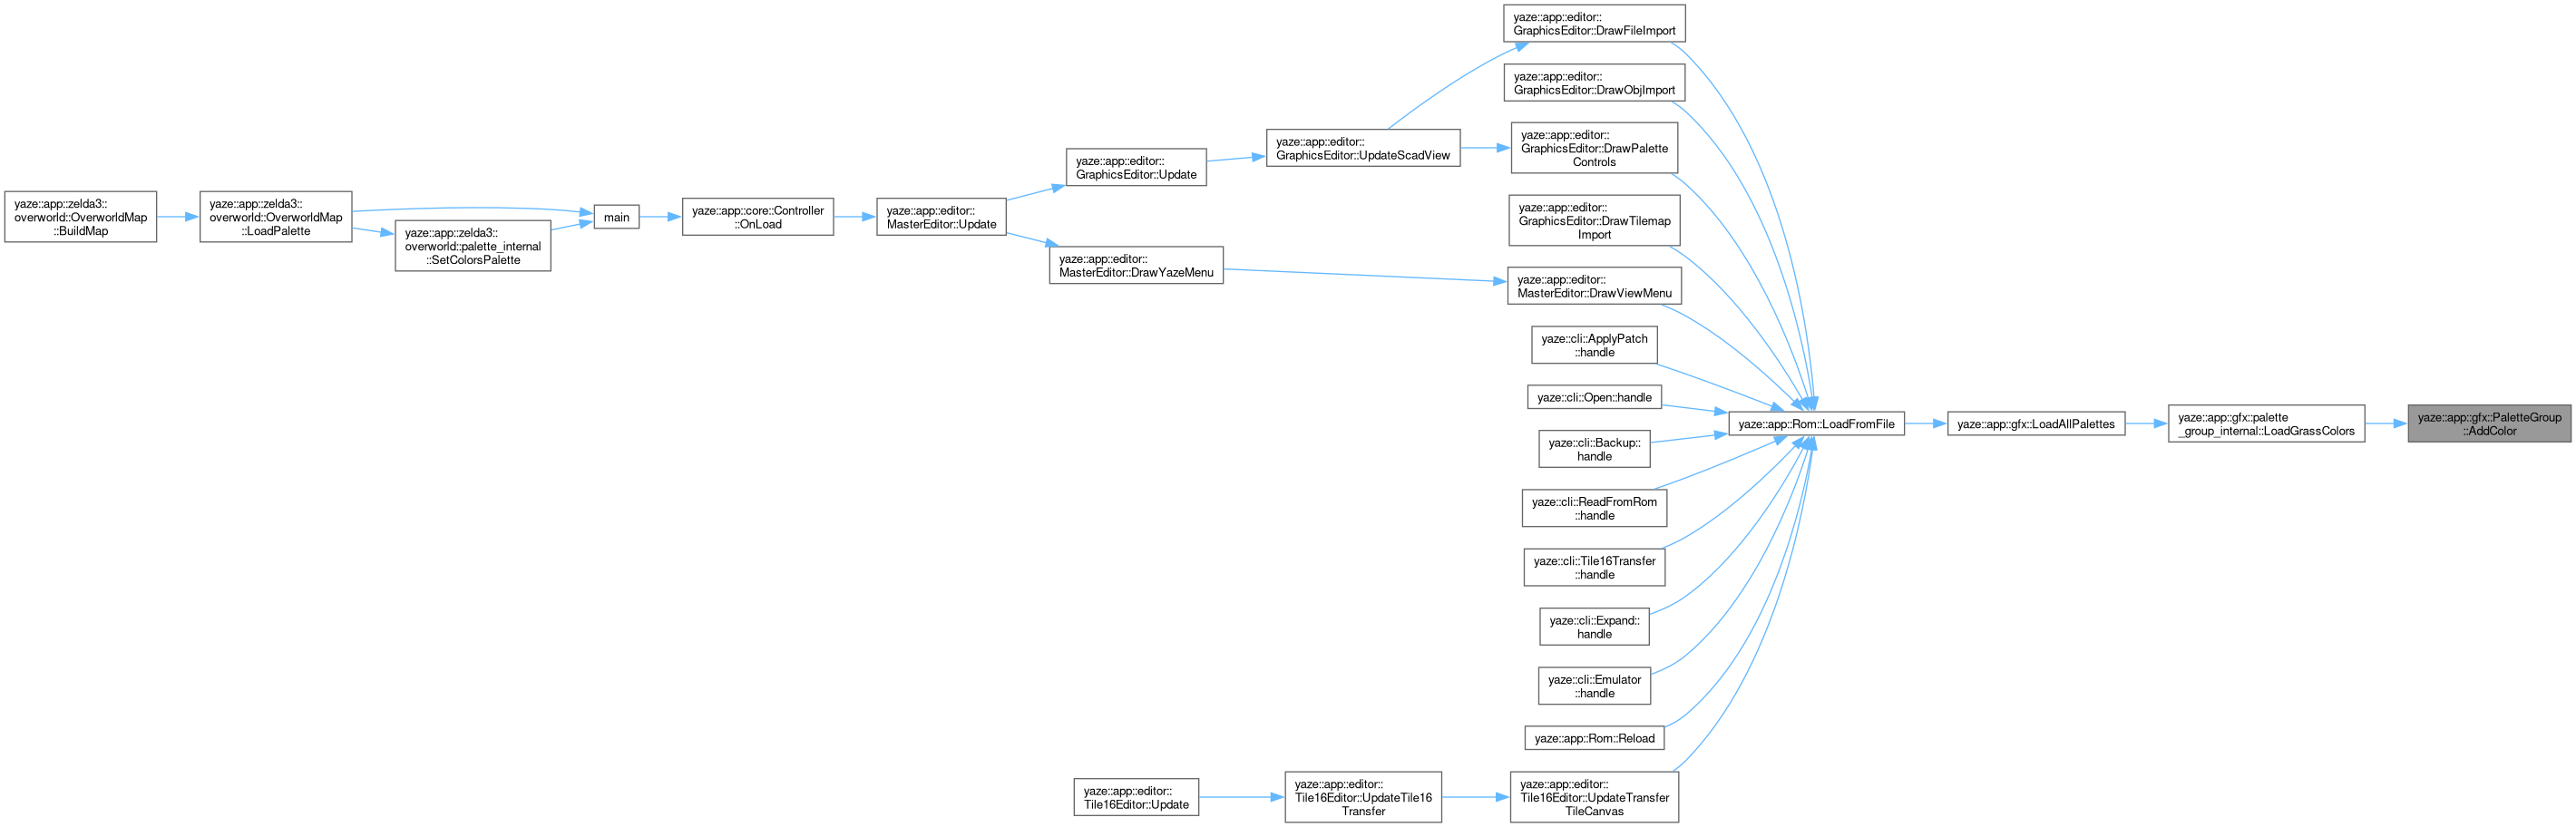 yaze::app::editor::
GraphicsEditor::DrawFileImport
yaze::app::editor::
GraphicsEditor::DrawObjImport
yaze::app::editor::
GraphicsEditor::DrawPalette
Controls
yaze::app::editor::
GraphicsEditor::UpdateScadView
yaze::app::editor::
GraphicsEditor::Update
yaze::app::zelda3::
overworld::OverworldMap
::BuildMap
yaze::app::zelda3::
overworld::OverworldMap
::LoadPalette
yaze::app::zelda3::
overworld::palette_internal
::SetColorsPalette
main
yaze::app::core::Controller
::OnLoad
yaze::app::editor::
MasterEditor::Update
yaze::app::editor::
MasterEditor::DrawYazeMenu
yaze::app::editor::
GraphicsEditor::DrawTilemap
Import
yaze::app::editor::
MasterEditor::DrawViewMenu
yaze::cli::ApplyPatch
::handle
yaze::cli::Open::handle
yaze::cli::Backup::
handle
yaze::app::Rom::LoadFromFile
yaze::app::gfx::LoadAllPalettes
yaze::app::gfx::palette
_group_internal::LoadGrassColors
yaze::app::gfx::PaletteGroup
::AddColor
yaze::cli::ReadFromRom
::handle
yaze::cli::Tile16Transfer
::handle
yaze::cli::Expand::
handle
yaze::cli::Emulator
::handle
yaze::app::Rom::Reload
yaze::app::editor::
Tile16Editor::Update
yaze::app::editor::
Tile16Editor::UpdateTile16
Transfer
yaze::app::editor::
Tile16Editor::UpdateTransfer
TileCanvas